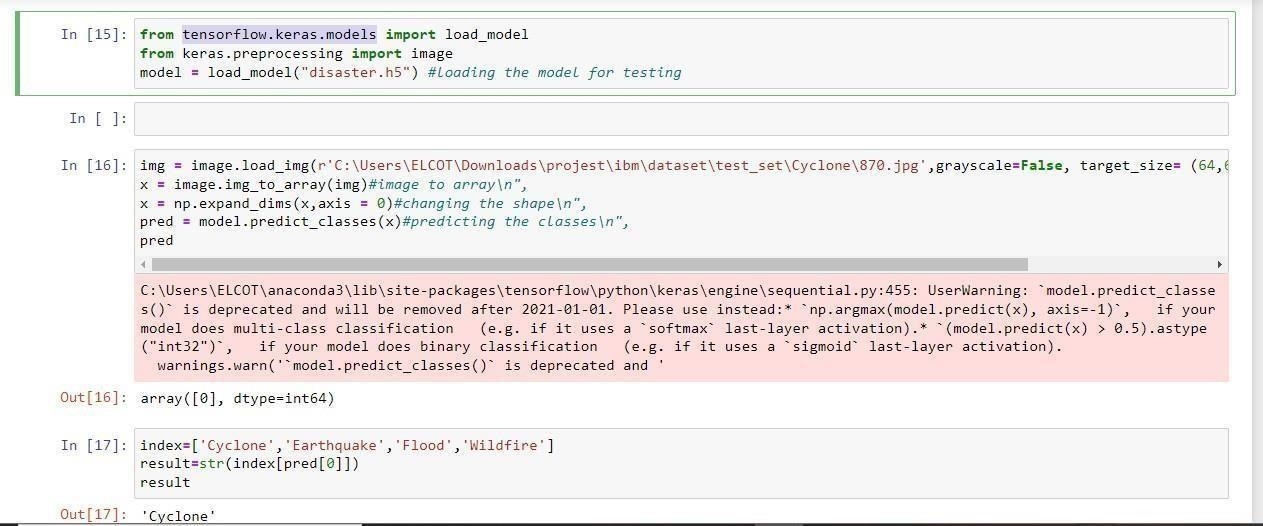 In [15]: from tensorflow.keras.models import load_model
from keras.preprocessing import image
model = load_model("disaster.h5") #Loading the model for testing
In [ ]:
In [16]: img = image.load_img(r'C:\Users\ELCOT\Downloads\projest\ibm\dataset\test_set\Cyclone\870.jpg',grayscale=False, target_size= (64,
x = image.img_to_array(img)#image to array\n",
x = np.expand_dims(x,axis = 0)#changing the shape\n",
pred = model.predict_classes(x)#predicting the classes\n",
pred
C:\Users\ELCOT\anaconda3\lib\site-packages\tensorflow\python\keras\engine\sequential.py:455: UserWarning: `model.predict_classe
s()` is deprecated and will be removed after 2021-01-01. Please use instead:* `np.argmax(model.predict(x), axis=-1)`,   if your
model does multi-class classification   (e.g. if it uses a `softmax` last-layer activation).* `(model.predict(x) > 0.5).astype
("int32")`,   if your model does binary classification   (e.g. if it uses a `sigmoid` last-layer activation).
warnings.warn('`model.predict_classes()` is deprecated and '
Out[16]: array([0], dtype=int64)
In [17]: index=['Cyclone','Earthquake','Flood','Wildfire']
result=str(index[pred[0]])
result
Out[17]: 'Cyclone'